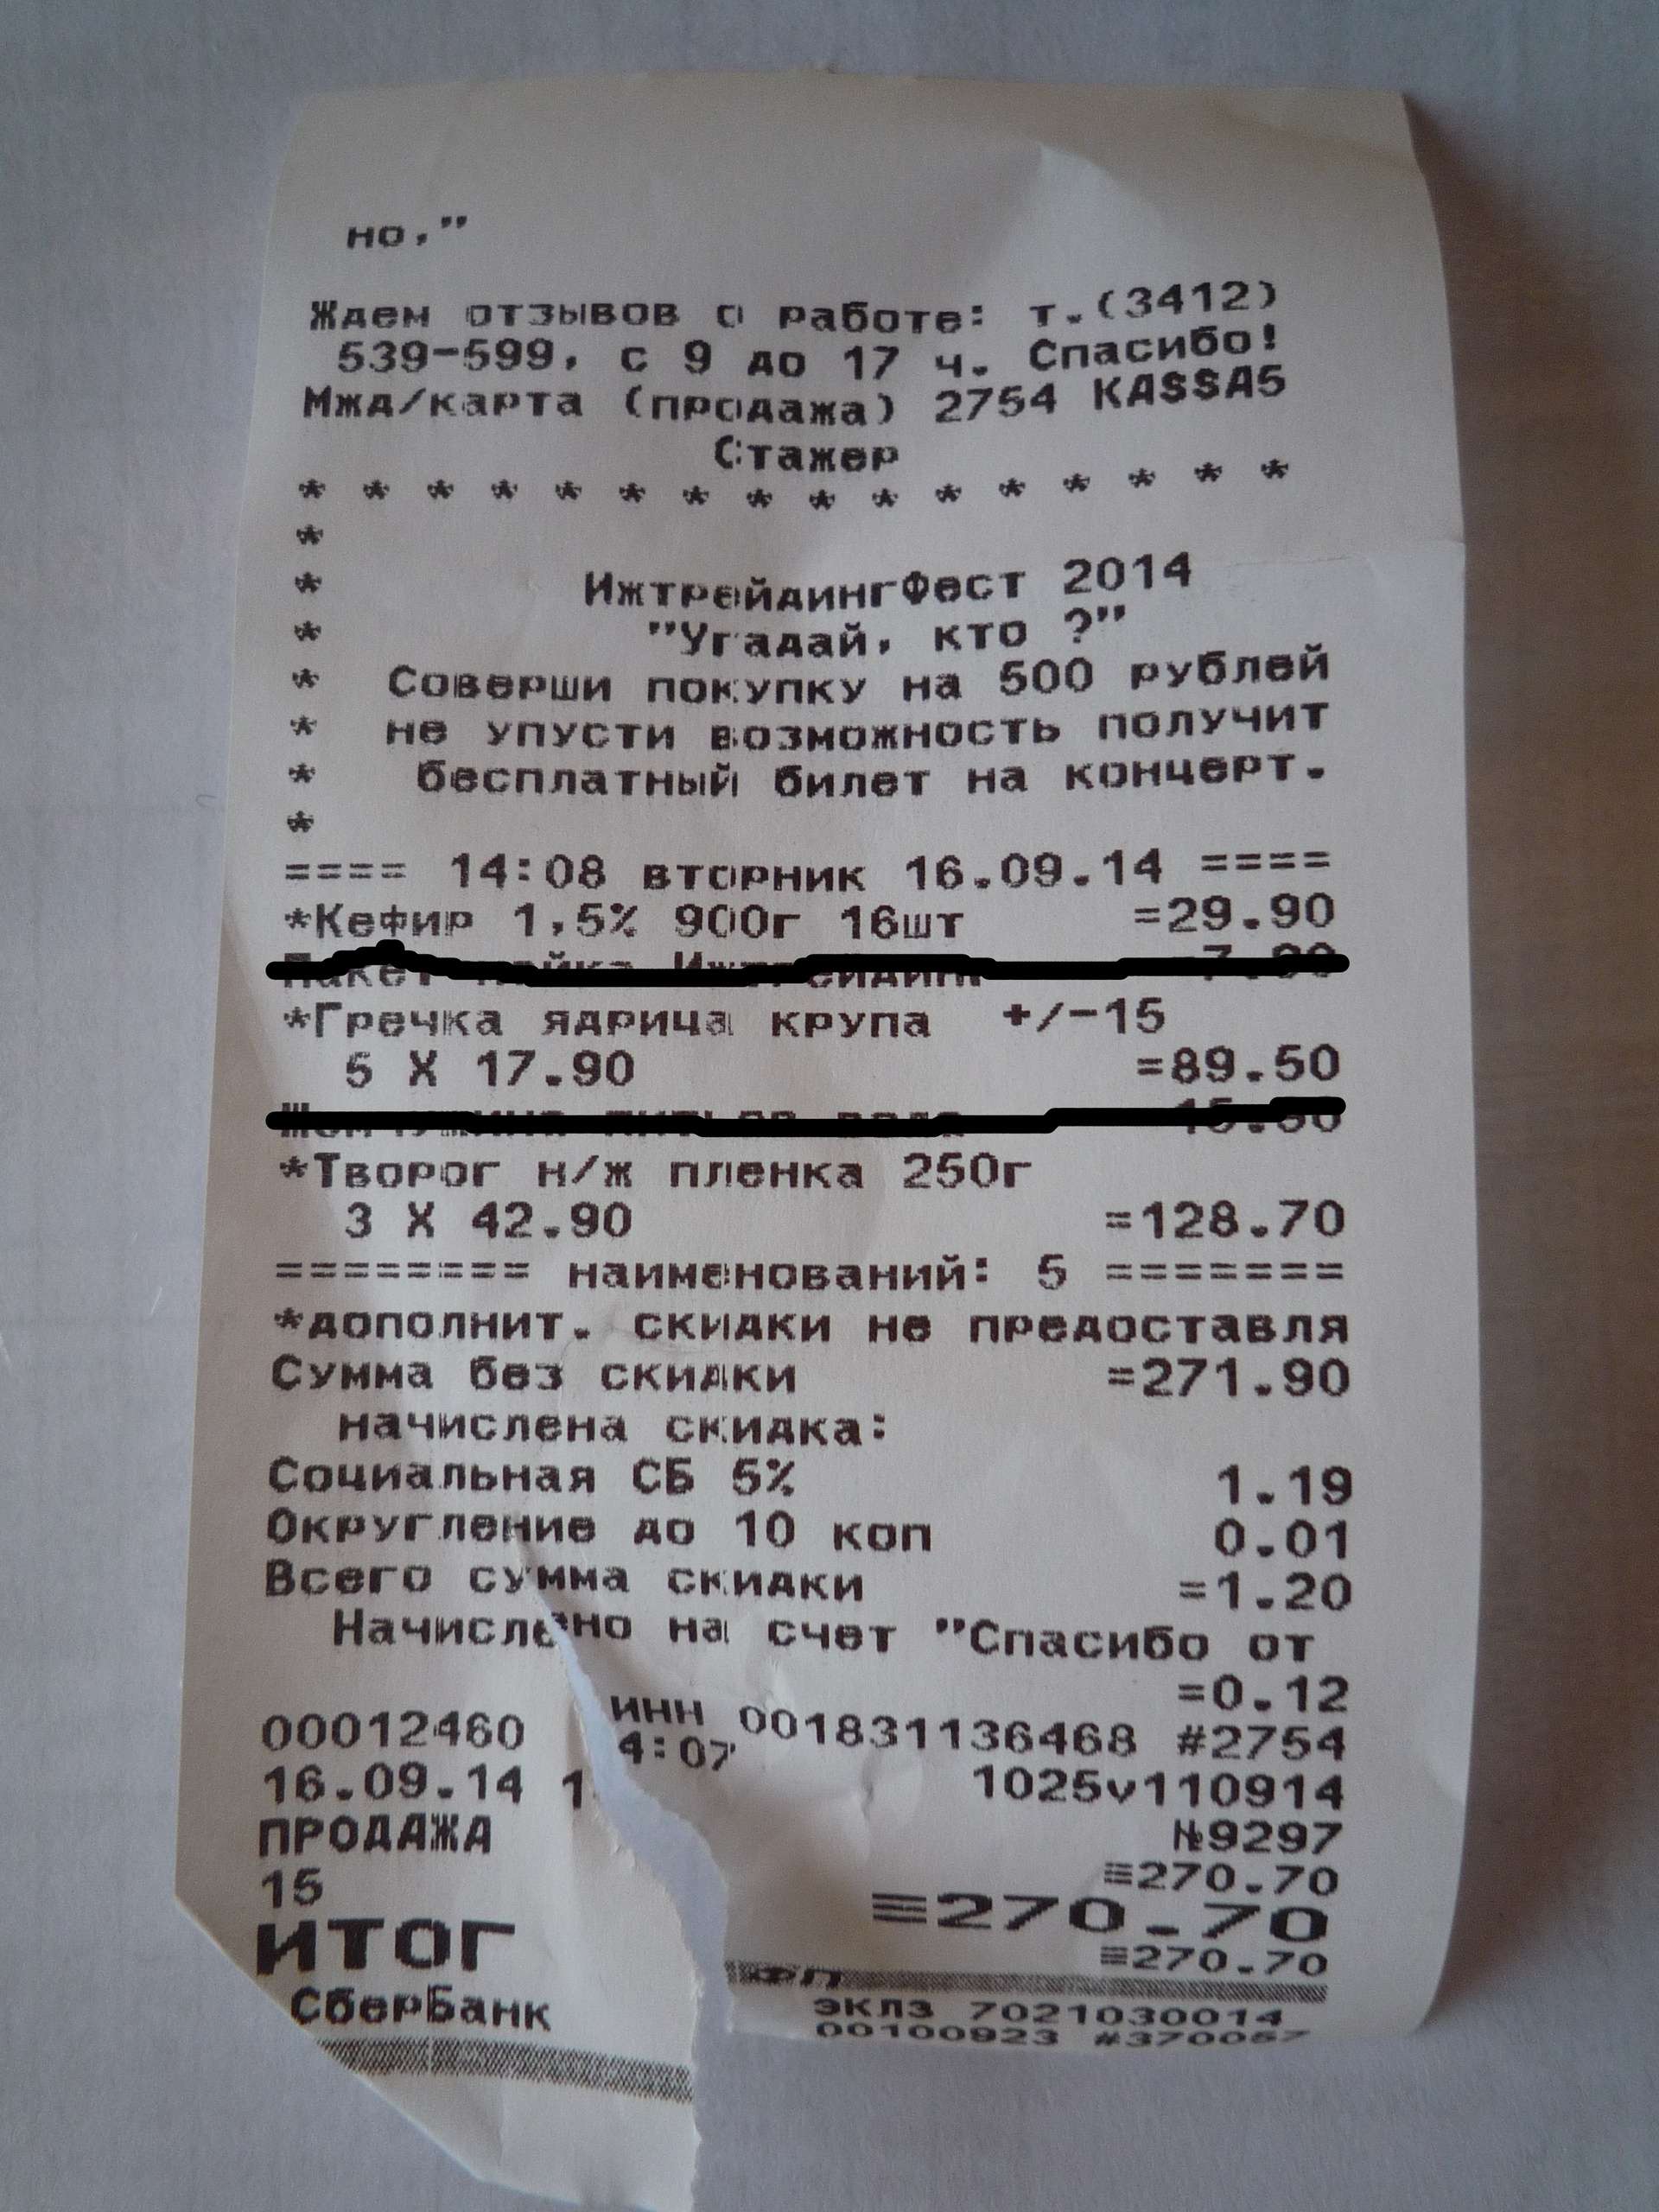 но,"
Ждем отзывов о работе: т.(3412)
539-599, с 9 до 17 ч. Спасибо!
Мжд/карта (продажа) 2754 KASSA5
Стажер
* * * * * * * * * * * * * * * *
*
* ИжтрейдингФест 2014
* "Угадай, кто ?"
* Соверши покупку на 500 рублей
* не упусти возможность получит
* бесплатный билет на концерт.
*
==== 14:08 вторник 16.09.14 ====
*Кефир 1,5% 900г 16шт =29.90
Пакет
*Гречка ядрица крупа +/-15
5 X 17.90 =89.50
*Творог н/ж пленка 250г
3 X 42.90 =128.70
======== наименований: 5 =======
*дополнит. скидки не предоставля
Сумма без скидки =271.90
начислена скидка:
Социальная СБ 5% 1.19
Округление до 10 коп 0.01
Всего сумма скидки =1.20
Начислено на счет "Спасибо от
=0.12
00012460 ИНН 001831136468 #2754
16.09.14 14:07 1025v110914
ПРОДАЖА №9297
15 ≡270.70
ИТОГ ≡270.70
СберБанк ≡270.70
ФП
ЭКЛЗ 7021030014
00100923 #370057